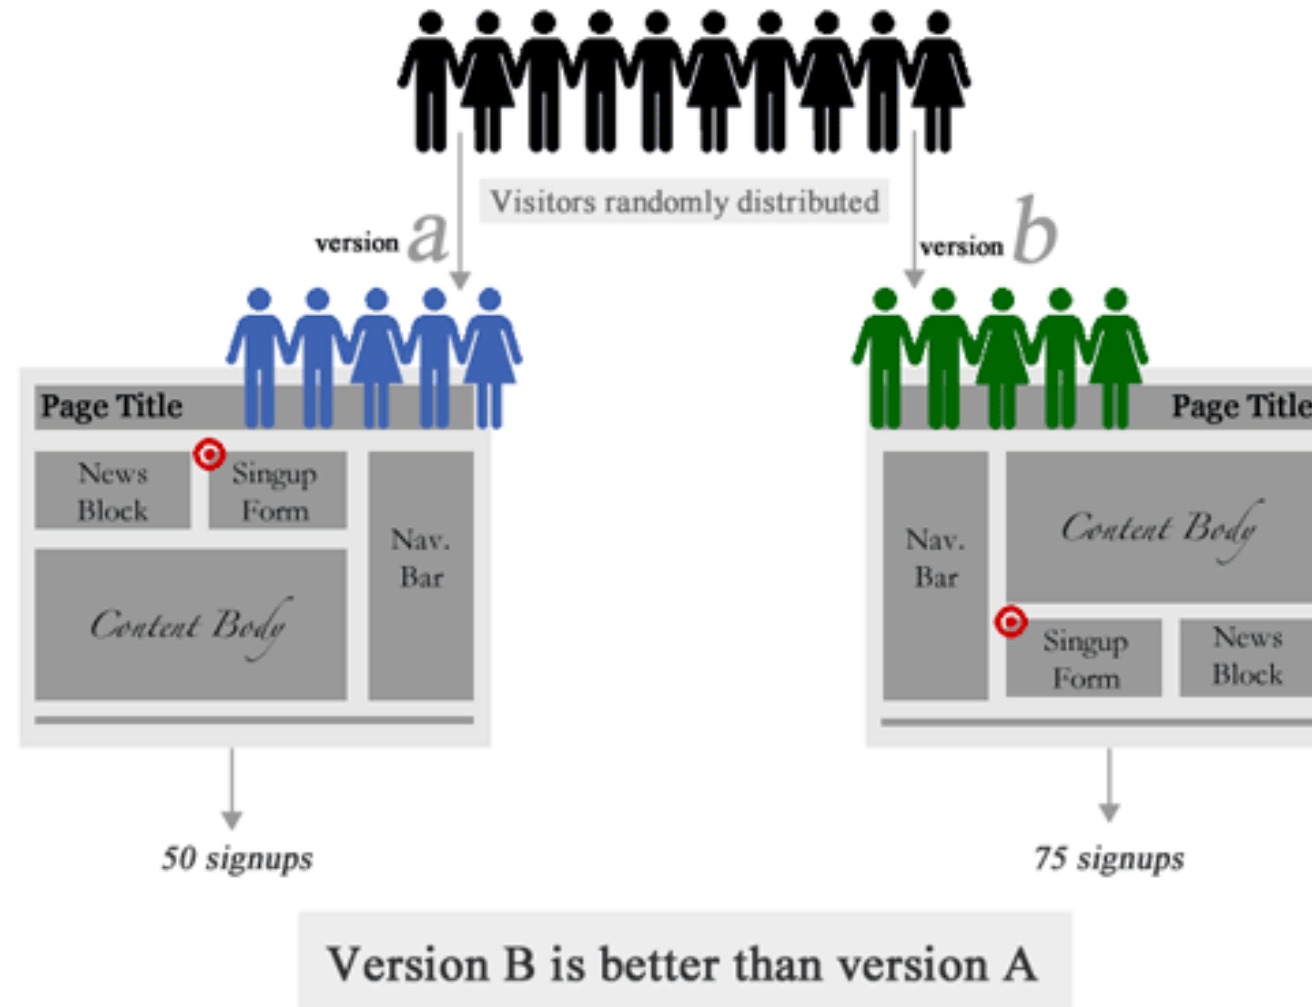 Visitors randomly distributed
version a
version b
Page Title
News
Block
Singup
Form
Nav.
Bar
Content Body
Page Title
Nav.
Bar
Content Body
Singup
Form
News
Block
50 signups
75 signups
Version B is better than version A